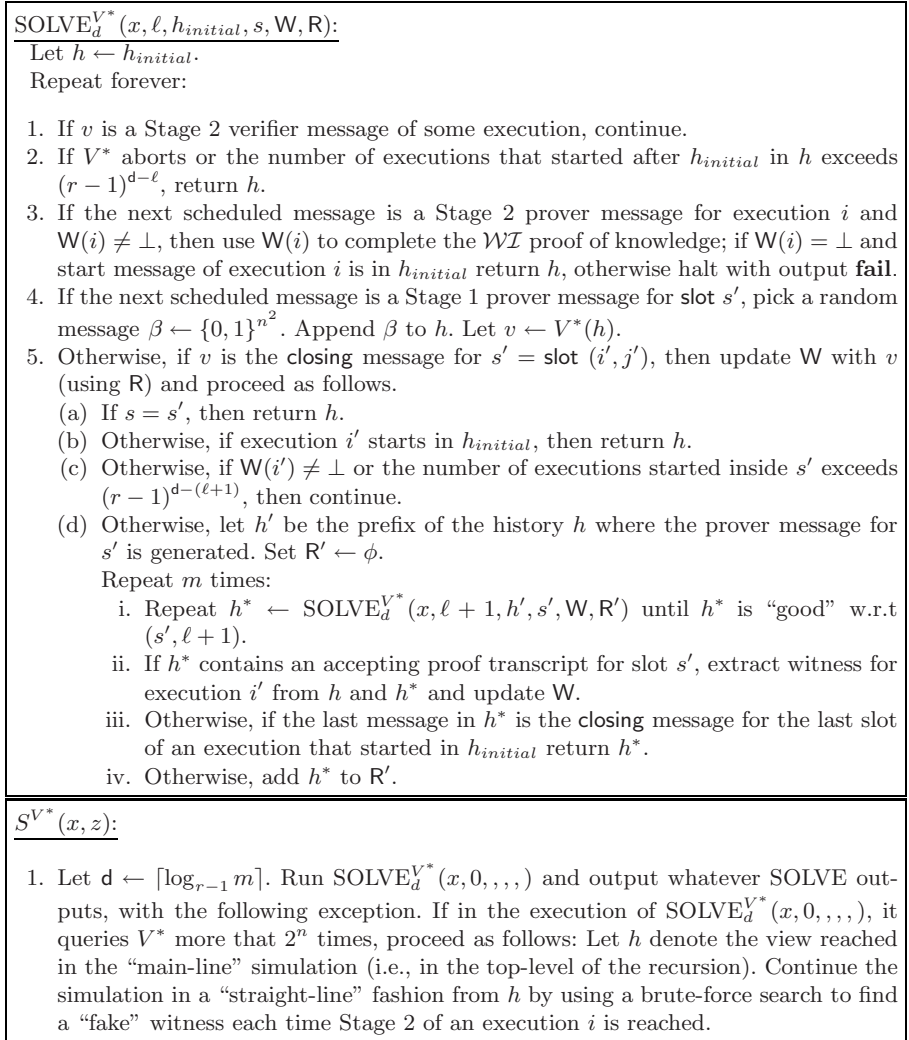 SOLVE_d^{V*}(x, ℓ, h_{initial}, s, W, R):
Let h ← h_{initial}.
Repeat forever:
1. If v is a Stage 2 verifier message of some execution, continue.
2. If V* aborts or the number of executions that started after h_{initial} in h exceeds
(r − 1)^{d−ℓ}, return h.
3. If the next scheduled message is a Stage 2 prover message for execution i and
W(i) ≠ ⊥, then use W(i) to complete the WI proof of knowledge; if W(i) = ⊥ and
start message of execution i is in h_{initial} return h, otherwise halt with output fail.
4. If the next scheduled message is a Stage 1 prover message for slot s′, pick a random
message β ← {0, 1}^{n^2}. Append β to h. Let v ← V*(h).
5. Otherwise, if v is the closing message for s′ = slot (i′, j′), then update W with v
(using R) and proceed as follows.
(a) If s = s′, then return h.
(b) Otherwise, if execution i′ starts in h_{initial}, then return h.
(c) Otherwise, if W(i′) ≠ ⊥ or the number of executions started inside s′ exceeds
(r − 1)^{d−(ℓ+1)}, then continue.
(d) Otherwise, let h′ be the prefix of the history h where the prover message for
s′ is generated. Set R′ ← ϕ.
Repeat m times:
i. Repeat h* ← SOLVE_d^{V*}(x, ℓ + 1, h′, s′, W, R′) until h* is “good” w.r.t
(s′, ℓ + 1).
ii. If h* contains an accepting proof transcript for slot s′, extract witness for
execution i′ from h and h* and update W.
iii. Otherwise, if the last message in h* is the closing message for the last slot
of an execution that started in h_{initial} return h*.
iv. Otherwise, add h* to R′.
S^{V*}(x, z):
1. Let d ← ⌈log_{r−1} m⌉. Run SOLVE_d^{V*}(x, 0, , , ,) and output whatever SOLVE out-
puts, with the following exception. If in the execution of SOLVE_d^{V*}(x, 0, , , ,), it
queries V* more that 2^n times, proceed as follows: Let h denote the view reached
in the “main-line” simulation (i.e., in the top-level of the recursion). Continue the
simulation in a “straight-line” fashion from h by using a brute-force search to find
a “fake” witness each time Stage 2 of an execution i is reached.